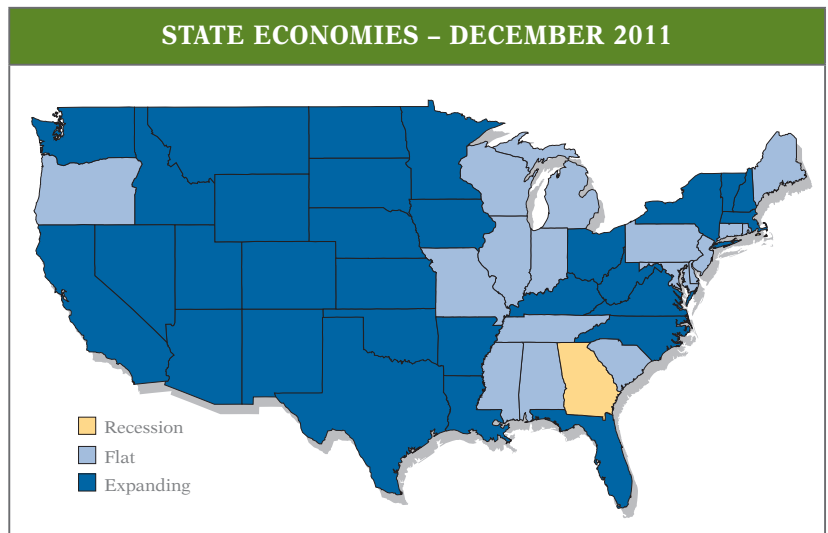 STATE ECONOMIES – DECEMBER 2011
Recession
Flat
Expanding